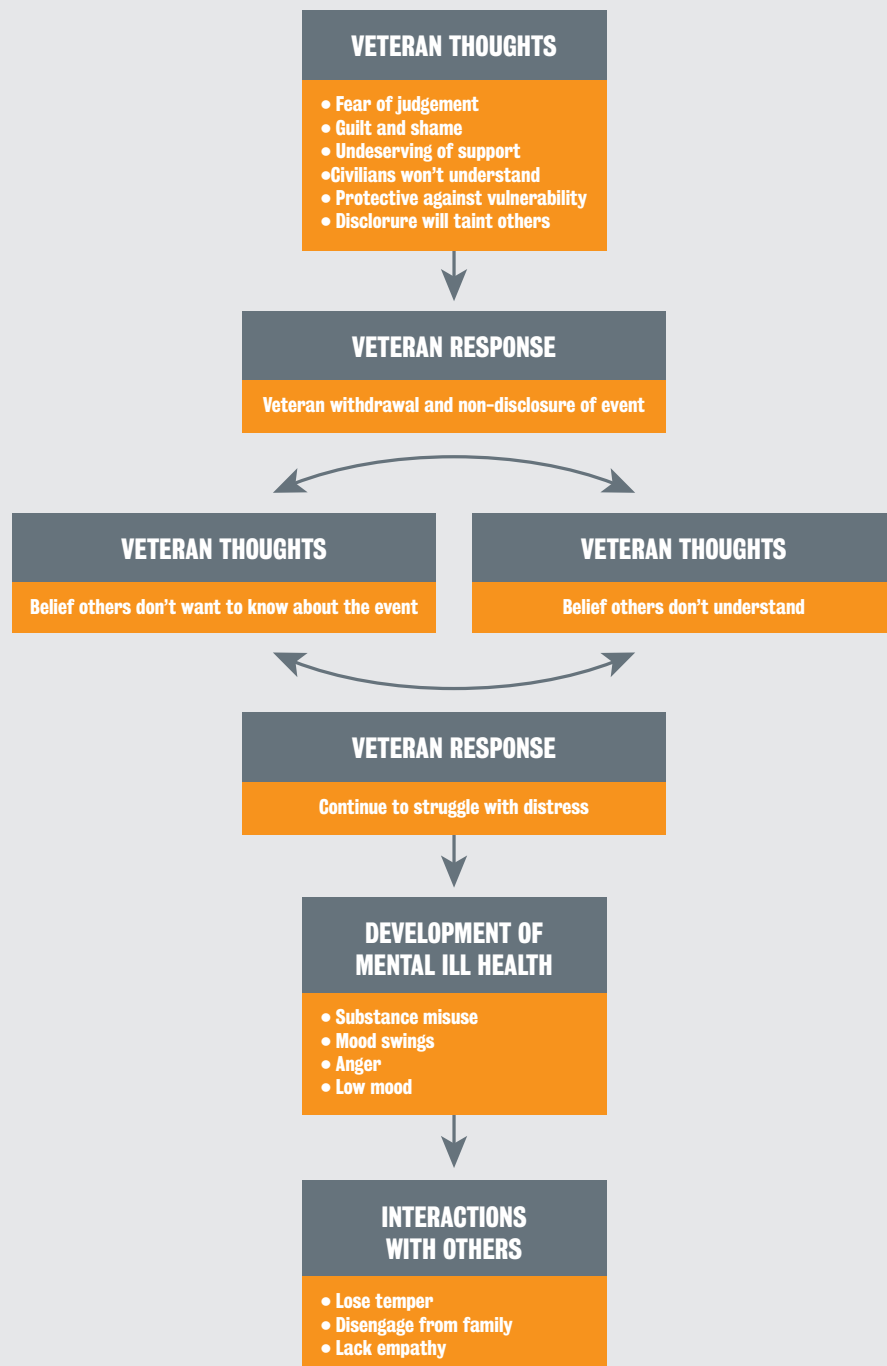 VETERAN THOUGHTS
• Fear of judgement
• Guilt and shame
• Undeserving of support
•Civilians won't understand
• Protective against vulnerability
• Disclorure will taint others
VETERAN RESPONSE
Veteran withdrawal and non-disclosure of event
VETERAN THOUGHTS
Belief others don't want to know about the event
VETERAN THOUGHTS
Belief others don't understand
VETERAN RESPONSE
Continue to struggle with distress
DEVELOPMENT OF
MENTAL ILL HEALTH
• Substance misuse
• Mood swings
• Anger
• Low mood
INTERACTIONS
WITH OTHERS
• Lose temper
• Disengage from family
• Lack empathy